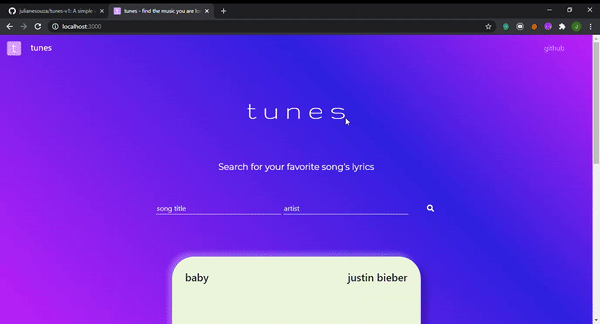 julianesouza/tunes-v1: A simple
tunes - find the music you are lo
localhost:3000
t tunes
github
tunes
Search for your favorite song's lyrics
song title artist
baby justin bieber